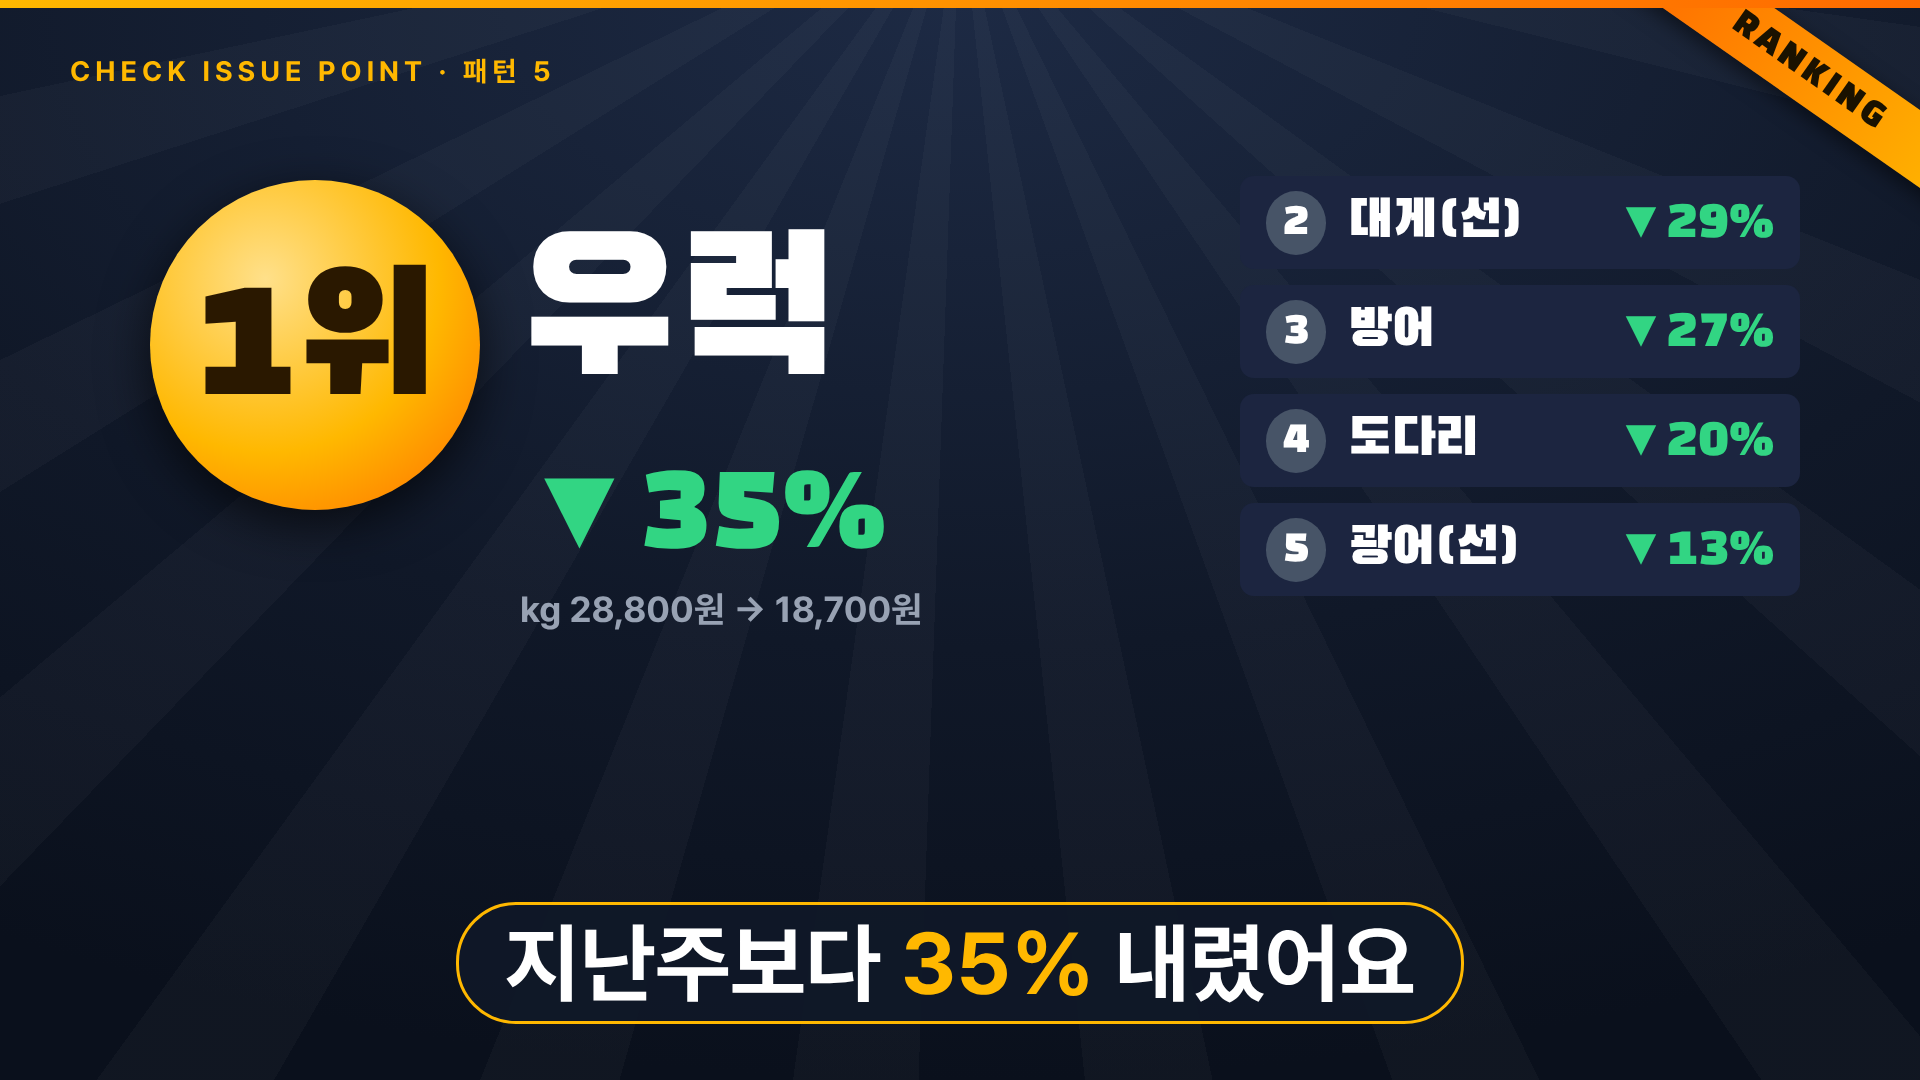 CHECK ISSUE POINT · 패턴 5
RANKING
1위
우럭
▼ 35%
kg 28,800원 → 18,700원
2 대게(선) ▼ 29%
3 방어 ▼ 27%
4 도다리 ▼ 20%
5 광어(선) ▼ 13%
지난주보다 35% 내렸어요